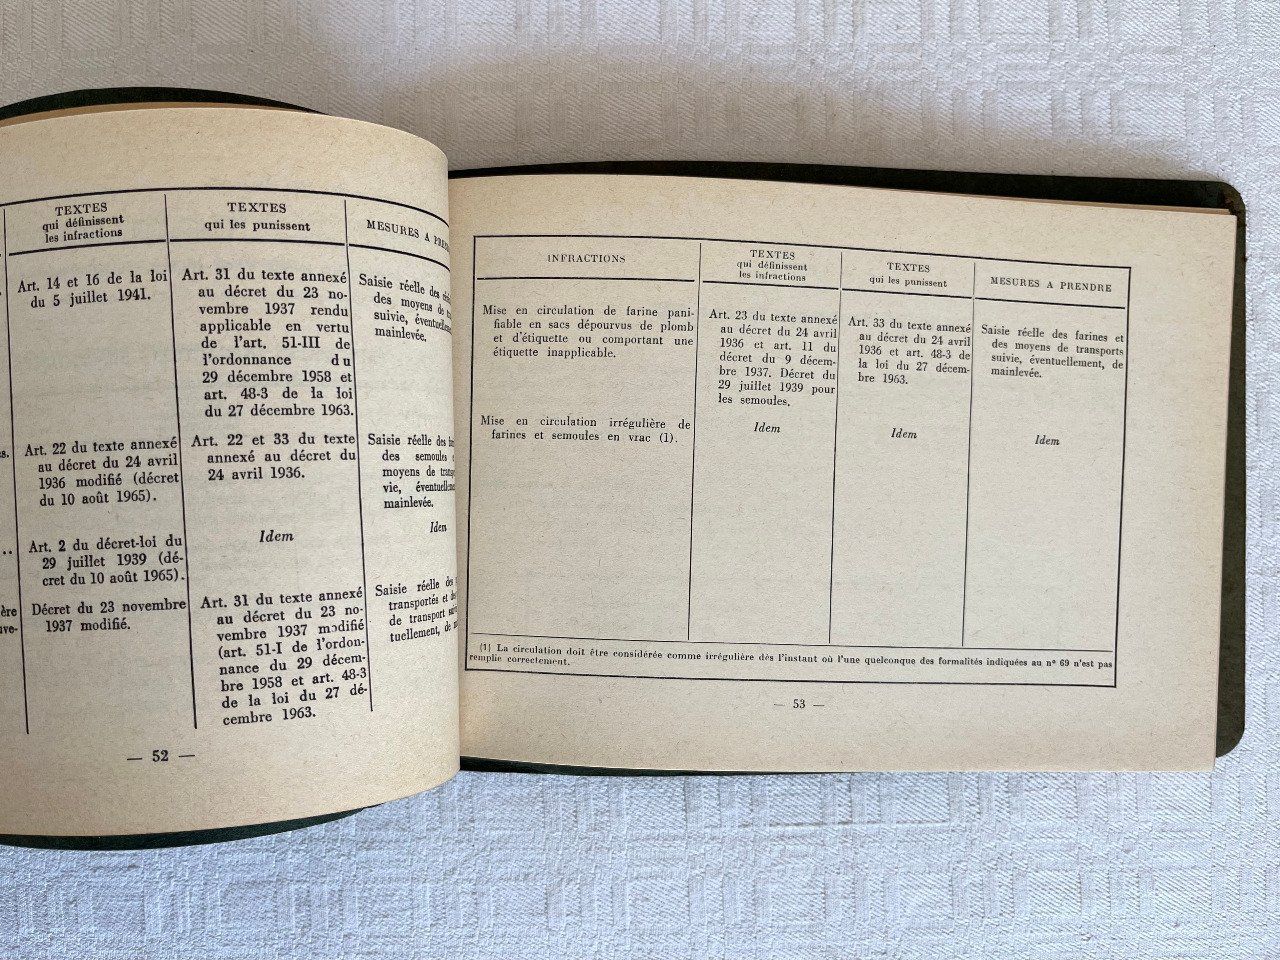 TEXTES
qui définissent
les infractions
Art. 14 et 16 de la loi
du 5 juillet 1941.
Art. 22 du texte annexé
au décret du 24 avril
1936 modifié (décret
du 10 août 1965).
Art. 2 du décret-loi du
29 juillet 1939 (dé-
cret du 10 août 1965).
Décret du 23 novembre
1937 modifié.
TEXTES
qui les punissent
Art. 31 du texte annexé
au décret du 23 no-
vembre 1937 rendu
applicable en vertu
de l'art. 51-III de
l'ordonnance du
29 décembre 1958 et
art. 48-3 de la loi
du 27 décembre 1963.
Art. 22 et 33 du texte
annexé au décret du
24 avril 1936.
Idem
Art. 31 du texte annexé
au décret du 23 no-
vembre 1937 modifié
(art. 51-I de l'ordon-
nance du 29 décem-
bre 1958 et art. 48-3
de la loi du 27 dé-
cembre 1963.
MESURES A
Saisie réelle des
des moyens de
suivie,
mainlevée.
Saisie réelle des
des semoules
moyens de
vie,
mainlevée.
Idem
Saisie réelle des
transportés et
de transport
— 52 —
INFRACTIONS
Mise en circulation de farine pani-
fiable en sacs dépourvus de plomb
et d'étiquette ou comportant une
étiquette inapplicable.
Mise en circulation irrégulière de
farines et semoules en vrac (1).
TEXTES
qui définissent
les infractions
Art. 23 du texte annexé
au décret du 24 avril
1936 et art. 11 du
décret du 9 décem-
bre 1937. Décret du
29 juillet 1939 pour
les semoules.
Idem
TEXTES
qui les punissent
Art. 33 du texte annexé
au décret du 24 avril
1936 et art. 48-3 de
la loi du 27 décem-
bre 1963.
Idem
MESURES A PRENDRE
Saisie réelle des farines et
des moyens de transports
suivie, éventuellement, de
mainlevée.
Idem
(1) La circulation doit être considérée comme irrégulière dès l'instant où l'une quelconque des formalités indiquées au n° 69 n'est pas
remplie correctement.
— 53 —